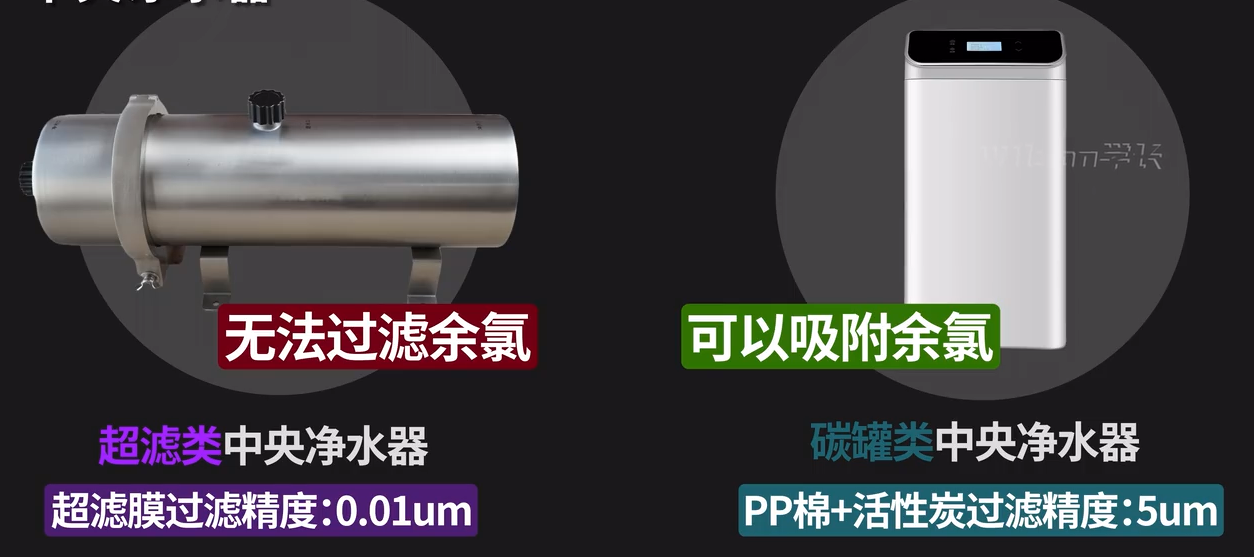 无法过滤余氯
可以吸附余氯
超滤类中央净水器
碳罐类中央净水器
超滤膜过滤精度：0.01um
PP棉+活性炭过滤精度：5um